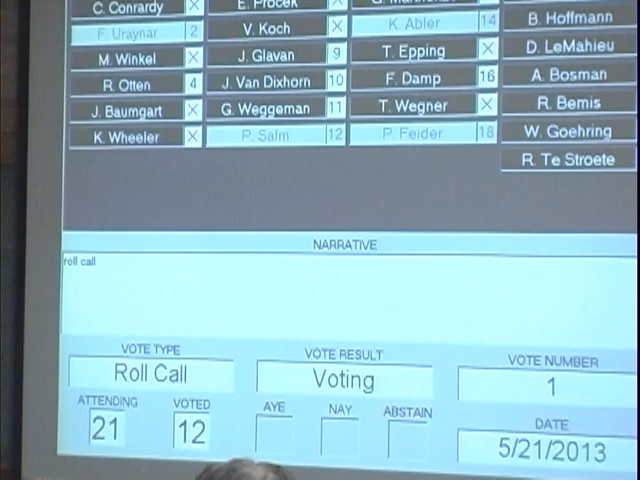 C. Conrardy X E. Procek X 
F. Uraynar 2 V. Koch X K. Abler 14 B. Hoffmann
M. Winkel X J. Glavan 9 T. Epping X D. LeMahieu
R. Otten 4 J. Van Dixhorn 10 F. Damp 16 A. Bosman
J. Baumgart X G. Weggeman 11 T. Wegner X R. Bemis
K. Wheeler X P. Salm 12 P. Feider 18 W. Goehring
R. Te Stroete
NARRATIVE
roll call
VOTE TYPE VOTE RESULT VOTE NUMBER
Roll Call Voting 1
ATTENDING VOTED AYE NAY ABSTAIN DATE
21 12 5/21/2013